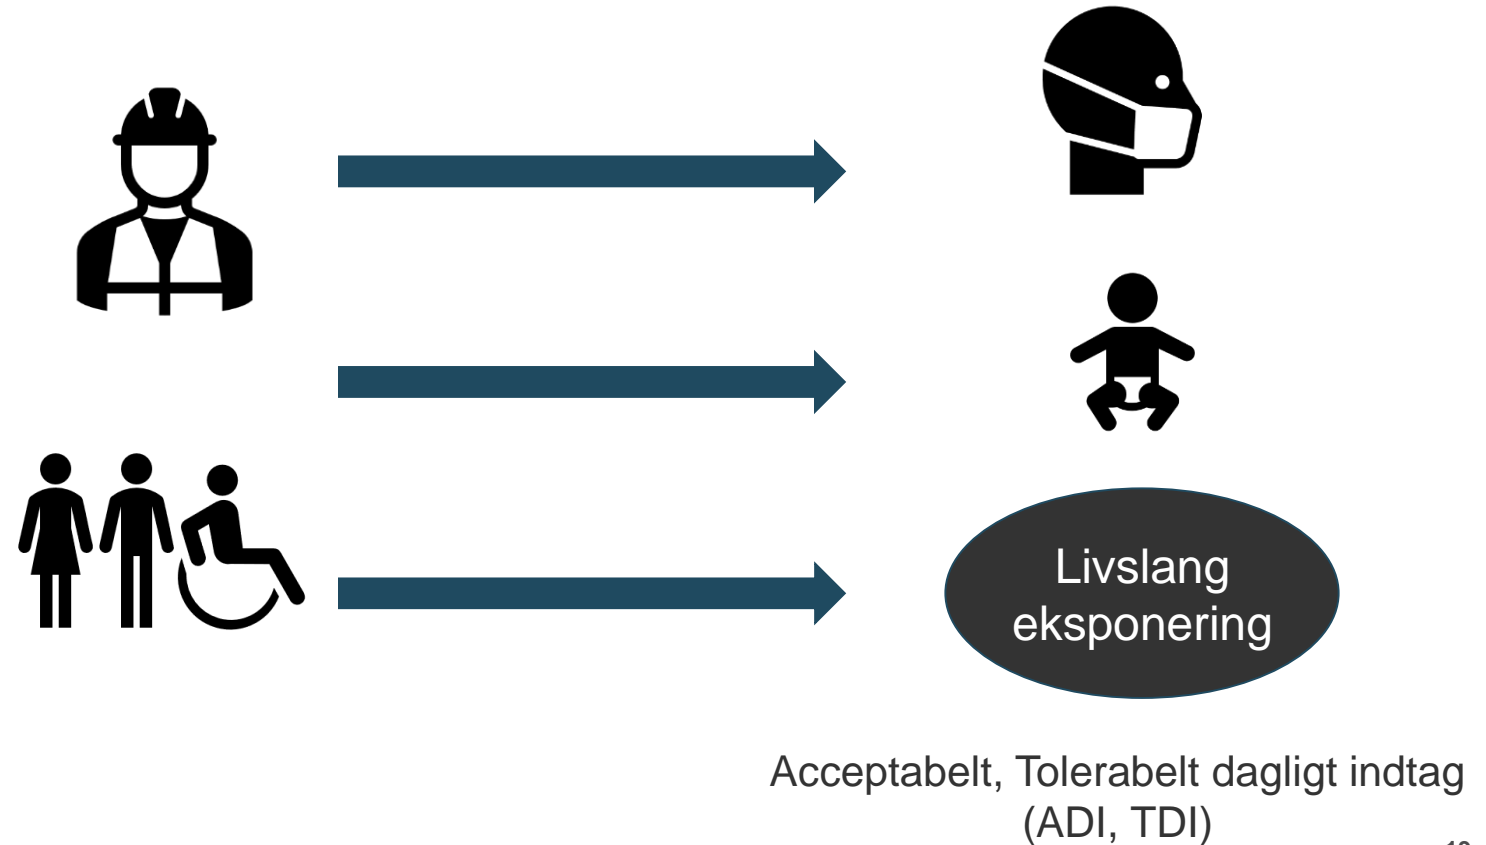 Livslang
eksponering
Acceptabelt, Tolerabelt dagligt indtag
(ADI, TDI)